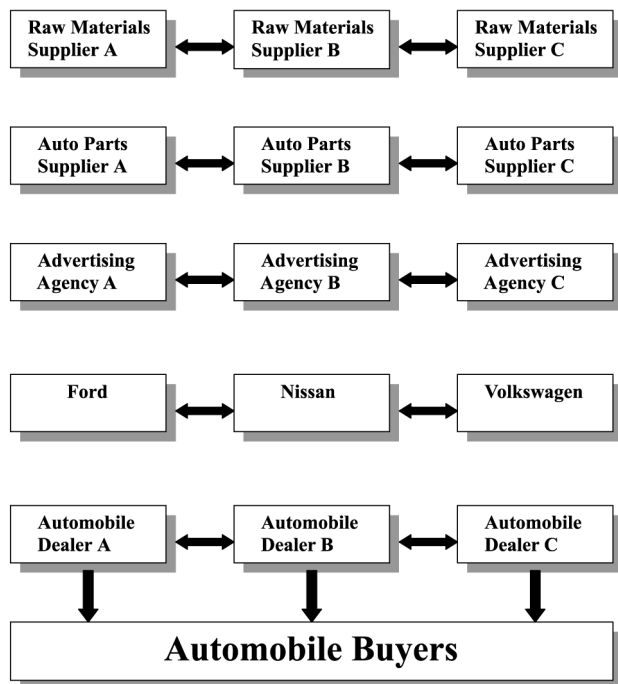 Raw Materials
Supplier A
Raw Materials
Supplier B
Raw Materials
Supplier C
Auto Parts
Supplier A
Auto Parts
Supplier B
Auto Parts
Supplier C
Advertising
Agency A
Advertising
Agency B
Advertising
Agency C
Ford
Nissan
Volkswagen
Automobile
Dealer A
Automobile
Dealer B
Automobile
Dealer C
Automobile Buyers